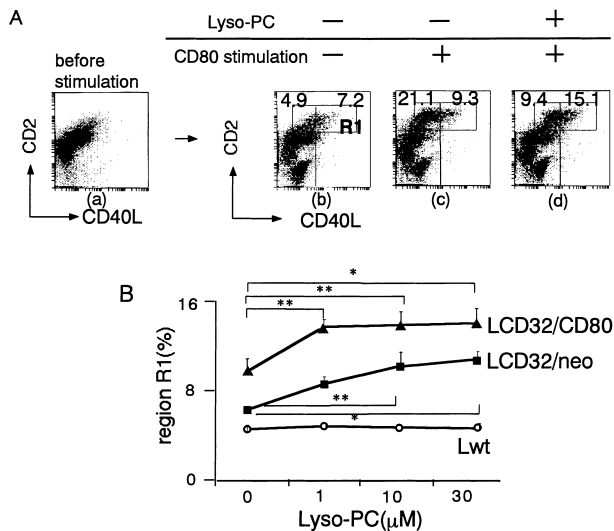 A
Lyso-PC — — +
CD80 stimulation — + +
before
stimulation
4.9 7.2
R1
21.1 9.3
9.4 15.1
CD2
CD2
(a)
(b)
(c)
(d)
CD40L
CD40L
B
*
**
**
16
LCD32/CD80
LCD32/neo
8
**
*
Lwt
0
region R1(%)
0 1 10 30
Lyso-PC(μM)